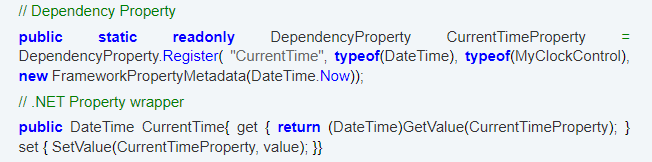 // Dependency Property
public static readonly DependencyProperty CurrentTimeProperty =
DependencyProperty.Register( "CurrentTime", typeof(DateTime), typeof(MyClockControl),
new FrameworkPropertyMetadata(DateTime.Now));
// .NET Property wrapper
public DateTime CurrentTime{ get { return (DateTime)GetValue(CurrentTimeProperty); }
set { SetValue(CurrentTimeProperty, value); }}